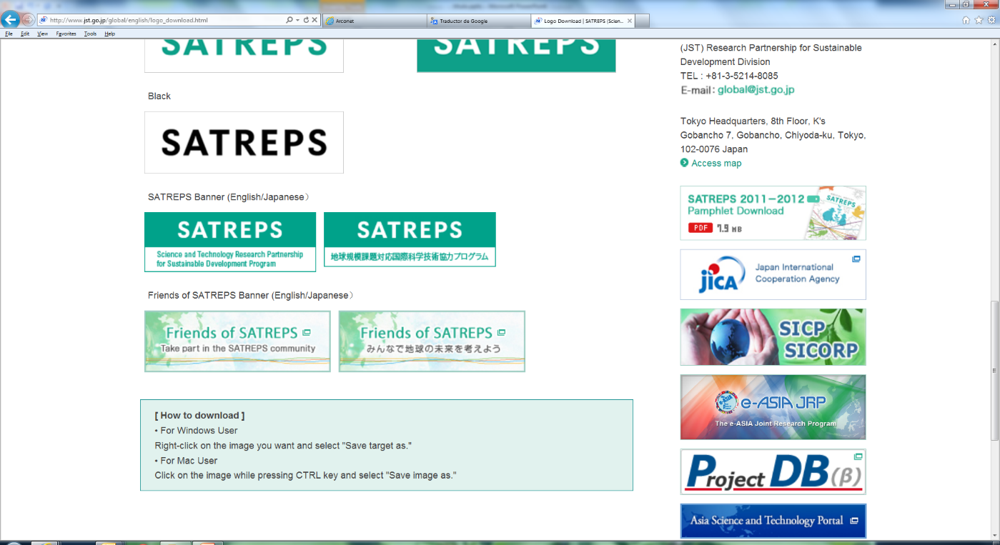 http://www.jst.go.jp/global/english/logo_download.html
Arconet
Traductor de Google
Logo Download | SATREPS (Scien...
File Edit View Favorites Tools Help
SATREPS
SATREPS
Black
SATREPS
SATREPS Banner (English/Japanese）
SATREPS
Science and Technology Research Partnership
for Sustainable Development Program
SATREPS
地球規模課題対応国際科学技術協力プログラム
Friends of SATREPS Banner (English/Japanese）
Friends of SATREPS
Take part in the SATREPS community
Friends of SATREPS
みんなで地球の未来を考えよう
[ How to download ]
• For Windows User
Right-click on the image you want and select "Save target as."
• For Mac User
Click on the image while pressing CTRL key and select "Save image as."
(JST) Research Partnership for Sustainable
Development Division
TEL : +81-3-5214-8085
E-mail: global@jst.go.jp
Tokyo Headquarters, 8th Floor, K's
Gobancho 7, Gobancho, Chiyoda-ku, Tokyo,
102-0076 Japan
Access map
SATREPS 2011－2012
Pamphlet Download
PDF 7.9 MB
SATREPS
JICA
Japan International
Cooperation Agency
SICP
SICORP
e-ASIA JRP
The e-ASIA Joint Research Program
Project DB(β)
Asia Science and Technology Portal